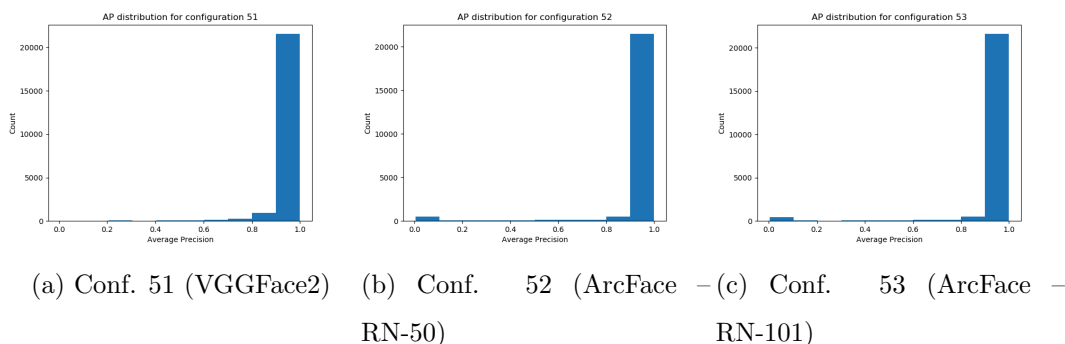 AP distribution for configuration 51
20000
15000
10000
5000
0
Count
0.0 0.2 0.4 0.6 0.8 1.0
Average Precision
AP distribution for configuration 52
20000
15000
10000
5000
0
Count
0.0 0.2 0.4 0.6 0.8 1.0
Average Precision
AP distribution for configuration 53
20000
15000
10000
5000
0
Count
0.0 0.2 0.4 0.6 0.8 1.0
Average Precision
(a) Conf. 51 (VGGFace2)
(b) Conf. 52 (ArcFace –
RN-50)
(c) Conf. 53 (ArcFace –
RN-101)